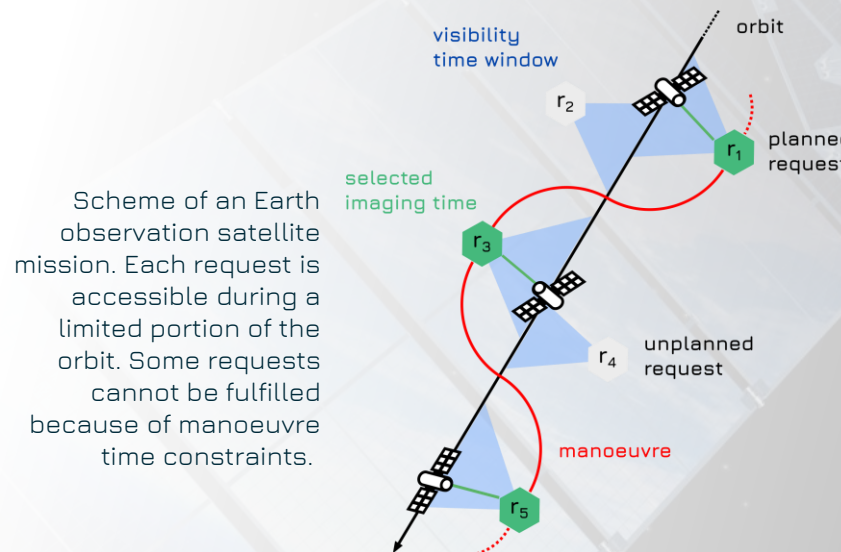 orbit
visibility
time window
r2
r1
planned
request
selected
imaging time
Scheme of an Earth
observation satellite
mission. Each request is
accessible during a
limited portion of the
orbit. Some requests
cannot be fulfilled
because of manoeuvre
time constraints.
r3
r4
unplanned
request
manoeuvre
r5